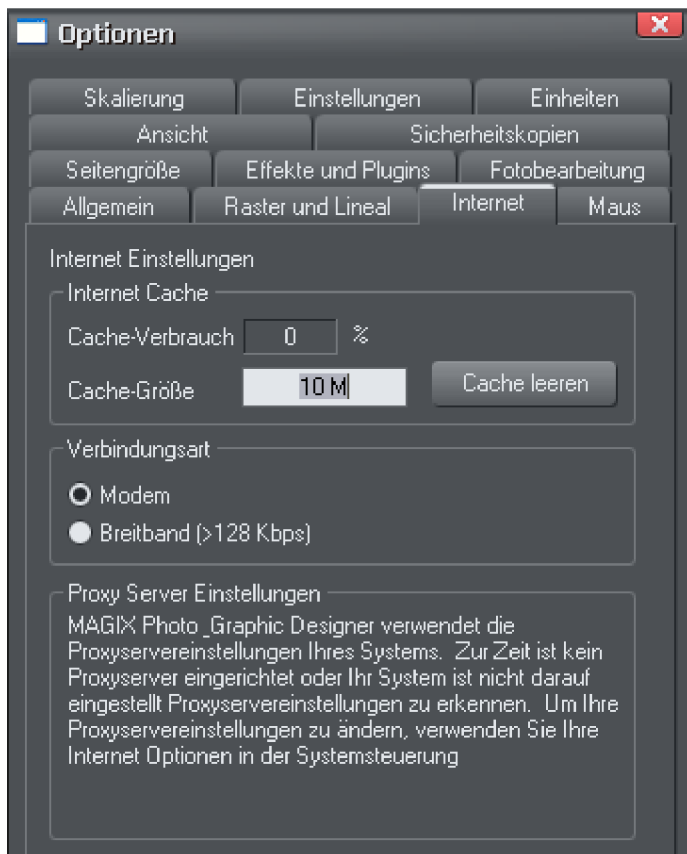 Optionen
Skalierung Einstellungen Einheiten
Ansicht Sicherheitskopien
Seitengröße Effekte und Plugins Fotobearbeitung
Allgemein Raster und Lineal Internet Maus
Internet Einstellungen
Internet Cache
Cache-Verbrauch 0 %
Cache-Größe 10 M Cache leeren
Verbindungsart
Modem
Breitband (>128 Kbps)
Proxy Server Einstellungen
MAGIX Photo_Graphic Designer verwendet die
Proxyservereinstellungen Ihres Systems. Zur Zeit ist kein
Proxyserver eingerichtet oder Ihr System ist nicht darauf
eingestellt Proxyservereinstellungen zu erkennen. Um Ihre
Proxyservereinstellungen zu ändern, verwenden Sie Ihre
Internet Optionen in der Systemsteuerung